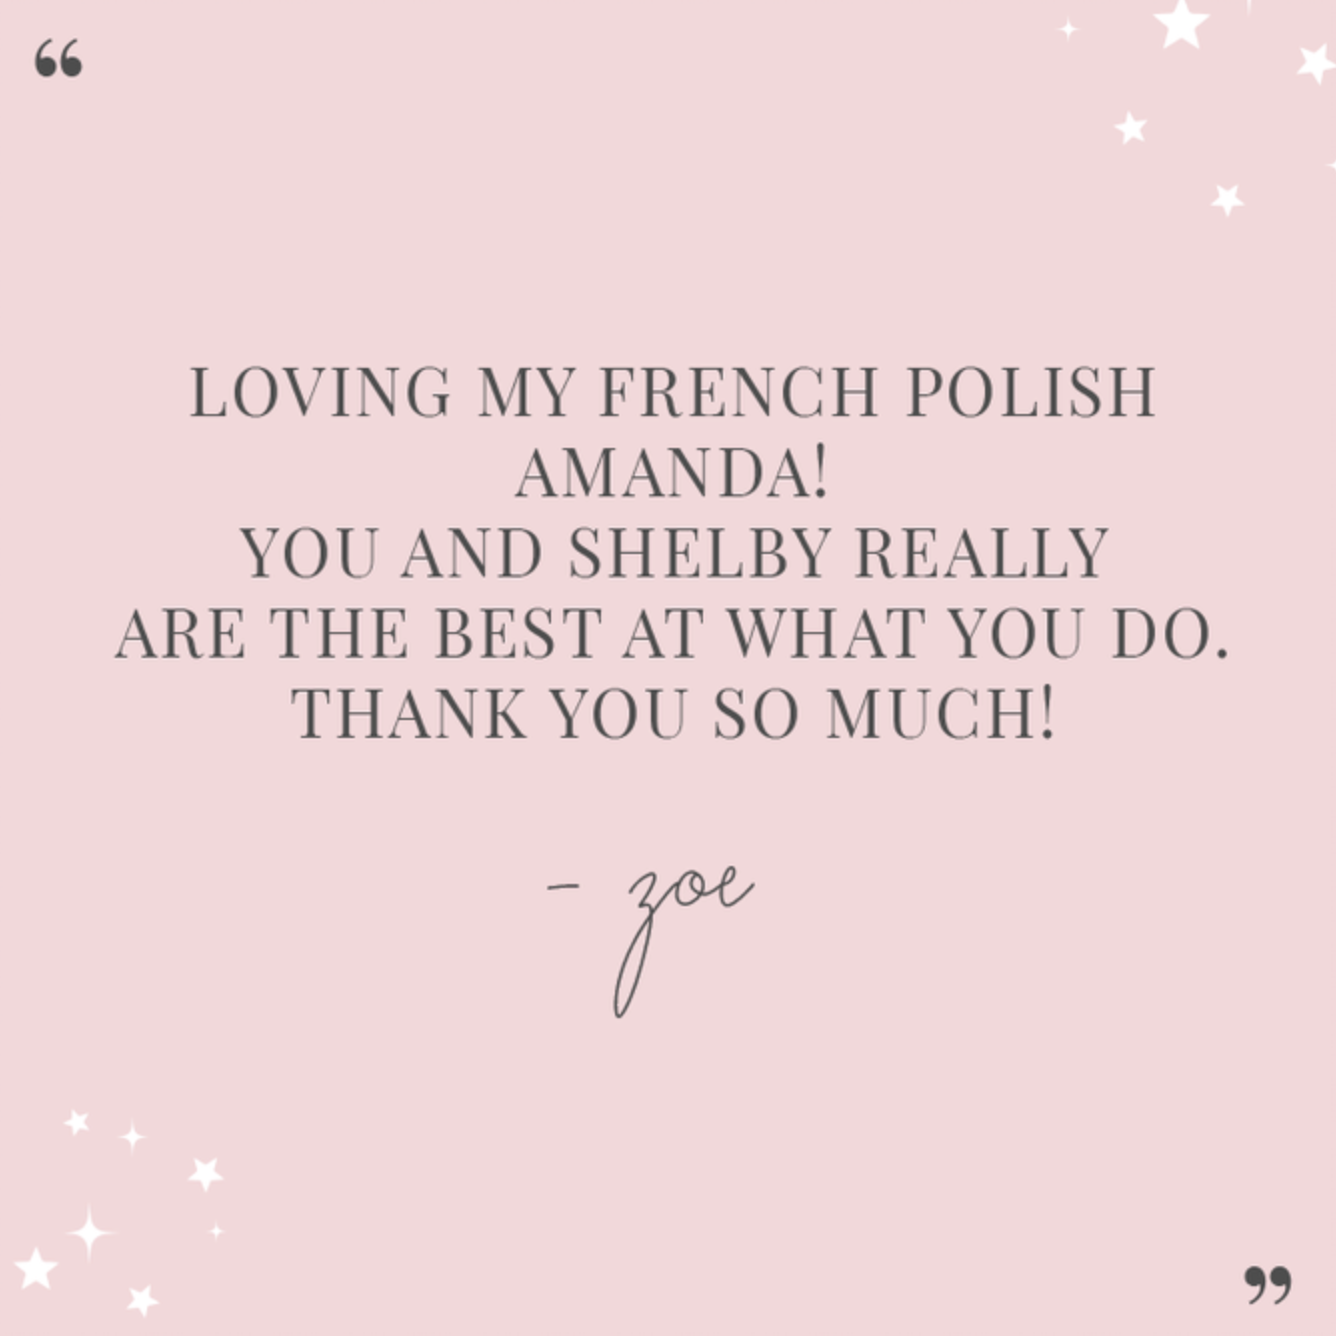 “
LOVING MY FRENCH POLISH
AMANDA!
YOU AND SHELBY REALLY
ARE THE BEST AT WHAT YOU DO.
THANK YOU SO MUCH!
- zoe
”